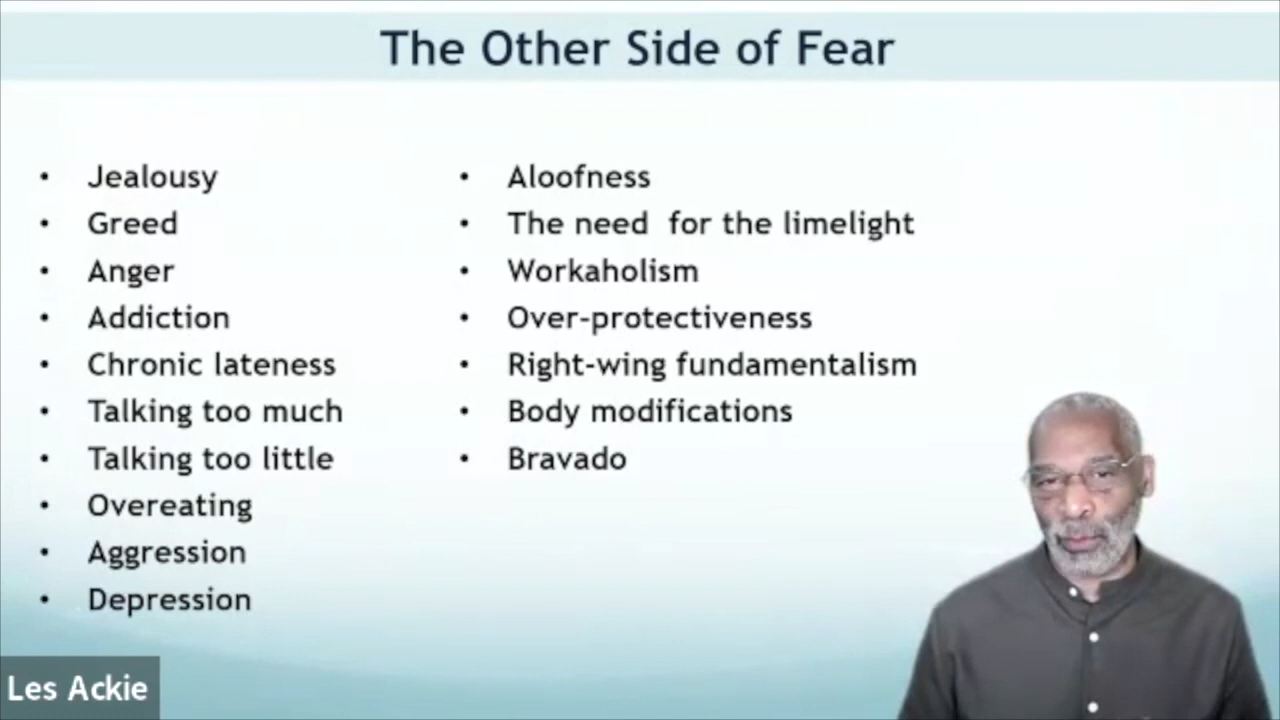 The Other Side of Fear
• Jealousy
• Greed
• Anger
• Addiction
• Chronic lateness
• Talking too much
• Talking too little
• Overeating
• Aggression
• Depression
• Aloofness
• The need  for the limelight
• Workaholism
• Over-protectiveness
• Right-wing fundamentalism
• Body modifications
• Bravado
Les Ackie